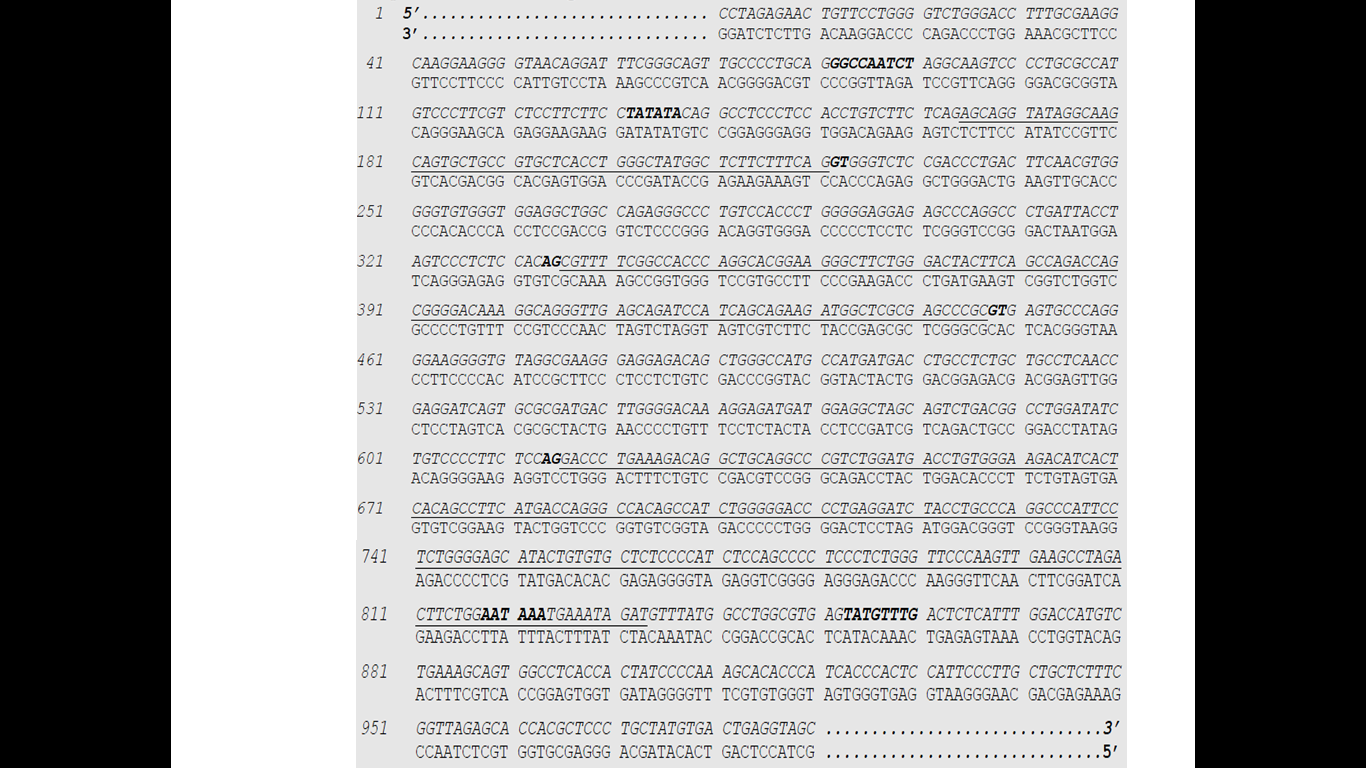 1 5’............................... CCTAGAGAAC TGTTCCTGGG GTCTGGGACC TTTGCGAAGG
3’............................... GGATCTCTTG ACAAGGACCC CAGACCCTGG AAACGCTTCC
41 CAAGGAAGGG GTAACAGGAT TTCGGGCAGT TGCCCCTGCA GGGCCAATCT AGGCAAGTCC CCTGCGCCAT
GTTCCTTCCC CATTGTCCTA AAGCCCGTCA ACGGGGACGT CCCGGTTAGA TCCGTTCAGG GGACGCGGTA
111 GTCCCTTCGT CTCCTTCTTC CTATATACAG GCCTCCCTCC ACCTGTCTTC TCAGAGCAGG TATAGGCAAG
CAGGGAAGCA GAGGAAGAAG GATATATGTC CGGAGGGAGG TGGACAGAAG AGTCTCTTCC ATATCCGTTC
181 CAGTGCTGCC GTGCTCACCT GGGCTATGGC TCTTCTTTCA GGTGGGTCTC CGACCCTGAC TTCAACGTGG
GTCACGACGG CACGAGTGGA CCCGATACCG AGAAGAAAGT CCACCCAGAG GCTGGGACTG AAGTTGCACC
251 GGGTGTGGGT GGAGGCTGGC CAGAGGGCCC TGTCCACCCT GGGGGAGGAG AGCCCAGGCC CTGATTACCT
CCCACACCCA CCTCCGACCG GTCTCCCGGG ACAGGTGGGA CCCCCTCCTC TCGGGTCCGG GACTAATGGA
321 AGTCCCTCTC CACAGCGTTT TCGGCCACCC AGGCACGGAA GGGCTTCTGG GACTACTTCA GCCAGACCAG
TCAGGGAGAG GTGTCGCAAA AGCCGGTGGG TCCGTGCCTT CCCGAAGACC CTGATGAAGT CGGTCTGGTC
391 CGGGGACAAA GGCAGGGTTG AGCAGATCCA TCAGCAGAAG ATGGCTCGCG AGCCCGCGTG AGTGCCCAGG
GCCCCTGTTT CCGTCCCAAC TAGTCTAGGT AGTCGTCTTC TACCGAGCGC TCGGGCGCAC TCACGGGTAA
461 GGAAGGGGTG TAGGCGAAGG GAGGAGACAG CTGGGCCATG CCATGATGAC CTGCCTCTGC TGCCTCAACC
CCTTCCCCAC ATCCGCTTCC CTCCTCTGTC GACCCGGTAC GGTACTACTG GACGGAGACG ACGGAGTTGG
531 GAGGATCAGT GCGCGATGAC TTGGGGACAA AGGAGATGAT GGAGGCTAGC AGTCTGACGG CCTGGATATC
CTCCTAGTCA CGCGCTACTG AACCCCTGTT TCCTCTACTA CCTCCGATCG TCAGACTGCC GGACCTATAG
601 TGTCCCCTTC TCCAGGACCC TGAAAGACAG GCTGCAGGCC CGTCTGGATG ACCTGTGGGA AGACATCACT
ACAGGGGAAG AGGTCCTGGG ACTTTCTGTC CGACGTCCGG GCAGACCTAC TGGACACCCT TCTGTAGTGA
671 CACAGCCTTC ATGACCAGGG CCACAGCCAT CTGGGGGACC CCTGAGGATC TACCTGCCCA GGCCCATTCC
GTGTCGGAAG TACTGGTCCC GGTGTCGGTA GACCCCCTGG GGACTCCTAG ATGGACGGGT CCGGGTAAGG
741 TCTGGGGAGC ATACTGTGTG CTCTCCCCAT CTCCAGCCCC TCCCTCTGGG TTCCCAAGTT GAAGCCTAGA
AGACCCCTCG TATGACACAC GAGAGGGGTA GAGGTCGGGG AGGGAGACCC AAGGGTTCAA CTTCGGATCA
811 CTTCTGGAAT AAATGAAATA GATGTTTATG GCCTGGCGTG AGTATGTTTG ACTCTCATTT GGACCATGTC
GAAGACCTTA TTTACTTTAT CTACAAATAC CGGACCGCAC TCATACAAAC TGAGAGTAAA CCTGGTACAG
881 TGAAAGCAGT GGCCTCACCA CTATCCCCAA AGCACACCCA TCACCCACTC CATTCCCTTG CTGCTCTTTC
ACTTTCGTCA CCGGAGTGGT GATAGGGGTT TCGTGTGGGT AGTGGGTGAG GTAAGGGAAC GACGAGAAAG
951 GGTTAGAGCA CCACGCTCCC TGCTATGTGA CTGAGGTAGC ..............................3’
CCAATCTCGT GGTGCGAGGG ACGATACACT GACTCCATCG ..............................5’